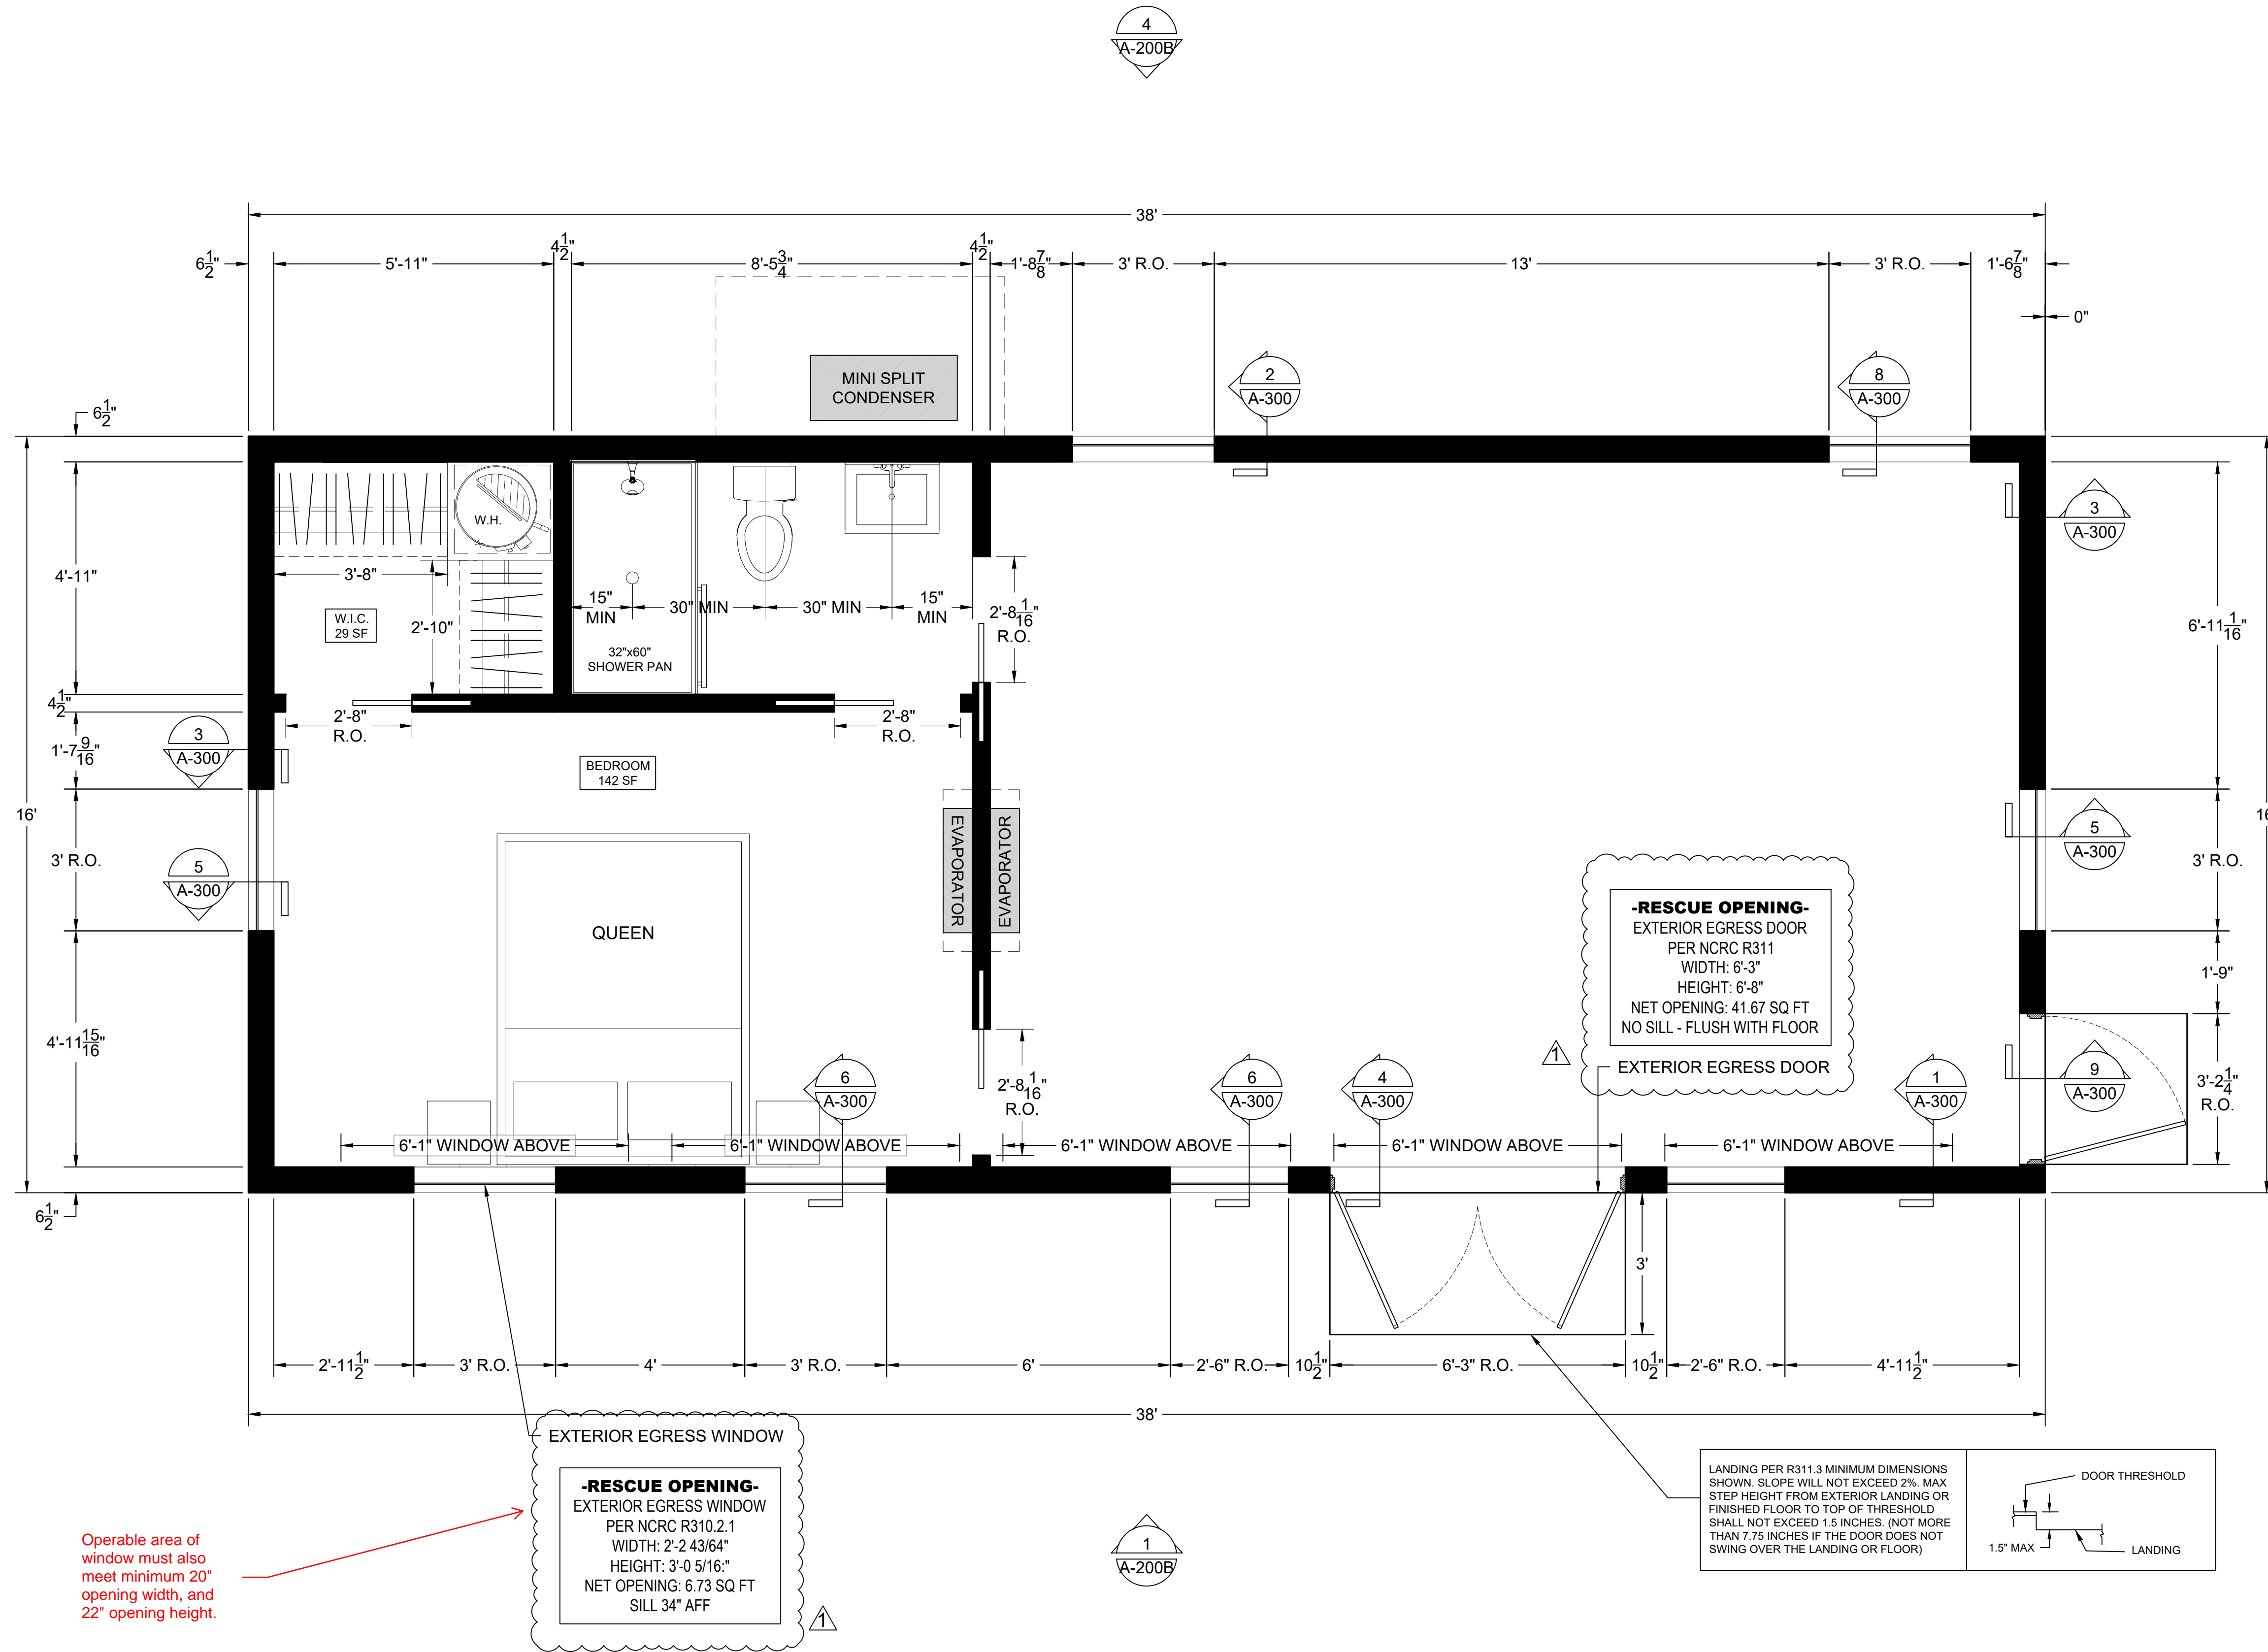 4
A-200B
38'
6 1/2"
5'-11"
4 1/2"
8'-5 3/4"
4 1/2"
1'-8 7/8"
3' R.O.
13'
3' R.O.
1'-6 7/8"
0"
MINI SPLIT
CONDENSER
2
A-300
8
A-300
6 1/2"
W.H.
3
A-300
4'-11"
3'-8"
15"
MIN
30" MIN
30" MIN
15"
MIN
2'-8 1/16"
R.O.
W.I.C.
29 SF
2'-10"
6'-11 1/16"
32"x60"
SHOWER PAN
4 1/2"
2'-8"
R.O.
2'-8"
R.O.
3
A-300
1'-7 9/16"
BEDROOM
142 SF
16'
16
5
A-300
EVAPORATOR
EVAPORATOR
3' R.O.
5
A-300
3' R.O.
QUEEN
-RESCUE OPENING-
EXTERIOR EGRESS DOOR
PER NCRC R311
WIDTH: 6'-3"
HEIGHT: 6'-8"
NET OPENING: 41.67 SQ FT
NO SILL - FLUSH WITH FLOOR
1'-9"
4'-11 15/16"
1
EXTERIOR EGRESS DOOR
6
A-300
2'-8 1/16"
R.O.
6
A-300
4
A-300
1
A-300
9
A-300
3'-2 1/4"
R.O.
6'-1" WINDOW ABOVE
6'-1" WINDOW ABOVE
6'-1" WINDOW ABOVE
6'-1" WINDOW ABOVE
6'-1" WINDOW ABOVE
6 1/2"
3'
2'-11 1/2"
3' R.O.
4'
3' R.O.
6'
2'-6" R.O.
10 1/2"
6'-3" R.O.
10 1/2"
2'-6" R.O.
4'-11 1/2"
38'
EXTERIOR EGRESS WINDOW
-RESCUE OPENING-
EXTERIOR EGRESS WINDOW
PER NCRC R310.2.1
WIDTH: 2'-2 43/64"
HEIGHT: 3'-0 5/16:"
NET OPENING: 6.73 SQ FT
SILL 34" AFF
1
Operable area of
window must also
meet minimum 20"
opening width, and
22" opening height.
1
A-200B
LANDING PER R311.3 MINIMUM DIMENSIONS
SHOWN. SLOPE WILL NOT EXCEED 2%. MAX
STEP HEIGHT FROM EXTERIOR LANDING OR
FINISHED FLOOR TO TOP OF THRESHOLD
SHALL NOT EXCEED 1.5 INCHES. (NOT MORE
THAN 7.75 INCHES IF THE DOOR DOES NOT
SWING OVER THE LANDING OR FLOOR)
DOOR THRESHOLD
1.5" MAX
LANDING